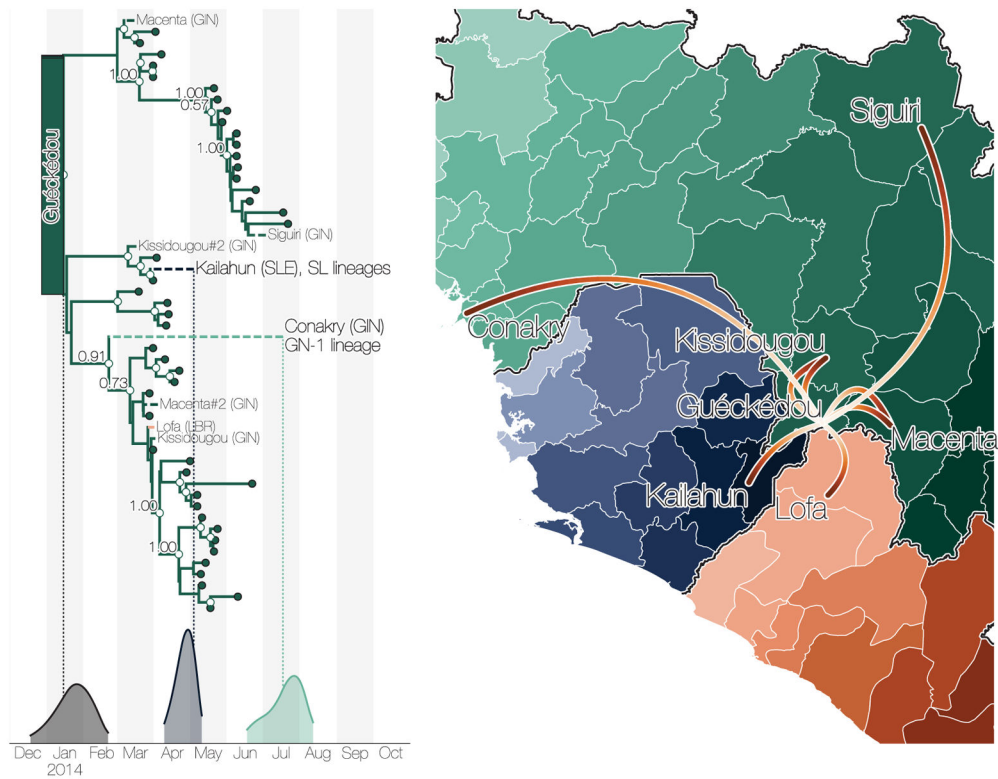 Macenta (GIN)
1.00
1.00
0.57
1.00
Guéckédou
Siguiri (GIN)
Kissidougou#2 (GIN)
Kailahun (SLE), SL lineages
Conakry (GIN)
GN-1 lineage
0.91
0.73
Macenta#2 (GIN)
Lofa (LBR)
Kissidougou (GIN)
1.00
1.00
Dec Jan Feb Mar Apr May Jun Jul Aug Sep Oct
2014
Siguiri
Conakry
Kissidougou
Guéckédou
Macenta
Kailahun
Lofa